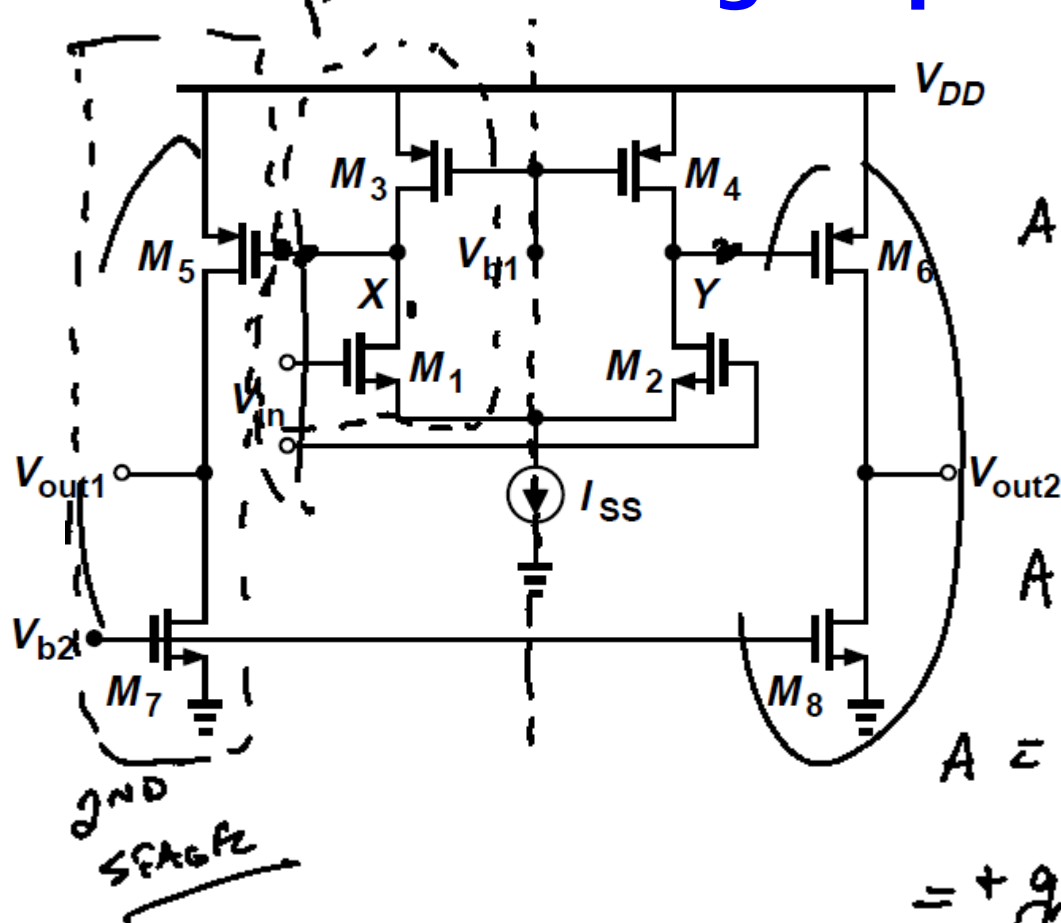 V_DD
M_3
M_4
A
M_5
V_b1
M_6
X
Y
M_1
M_2
V_in
V_out1
I_SS
V_out2
A
V_b2
M_7
M_8
A =
2ND
STAGE
= + g